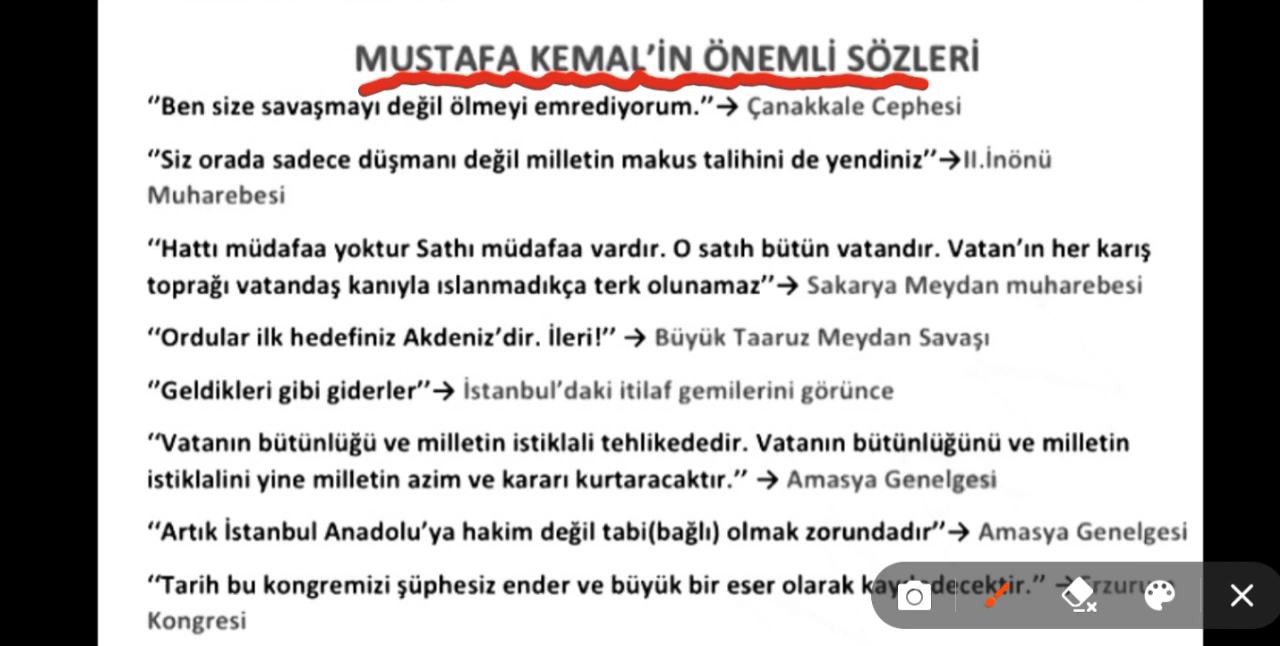 MUSTAFA KEMAL’İN ÖNEMLİ SÖZLERİ
‘’Ben size savaşmayı değil ölmeyi emrediyorum.’’→ Çanakkale Cephesi
‘’Siz orada sadece düşmanı değil milletin makus talihini de yendiniz’’→II.İnönü
Muharebesi
‘’Hattı müdafaa yoktur Sathı müdafaa vardır. O satıh bütün vatandır. Vatan’ın her karış
toprağı vatandaş kanıyla ıslanmadıkça terk olunamaz’’→ Sakarya Meydan muharebesi
‘’Ordular ilk hedefiniz Akdeniz’dir. İleri!’’ → Büyük Taaruz Meydan Savaşı
‘’Geldikleri gibi giderler’’→ İstanbul’daki itilaf gemilerini görünce
‘’Vatanın bütünlüğü ve milletin istiklali tehlikededir. Vatanın bütünlüğünü ve milletin
istiklalini yine milletin azim ve kararı kurtaracaktır.’’ → Amasya Genelgesi
‘’Artık İstanbul Anadolu’ya hakim değil tabi(bağlı) olmak zorundadır’’→ Amasya Genelgesi
‘’Tarih bu kongremizi şüphesiz ender ve büyük bir eser olarak kaydedecektir.’’ → Erzurum
Kongresi